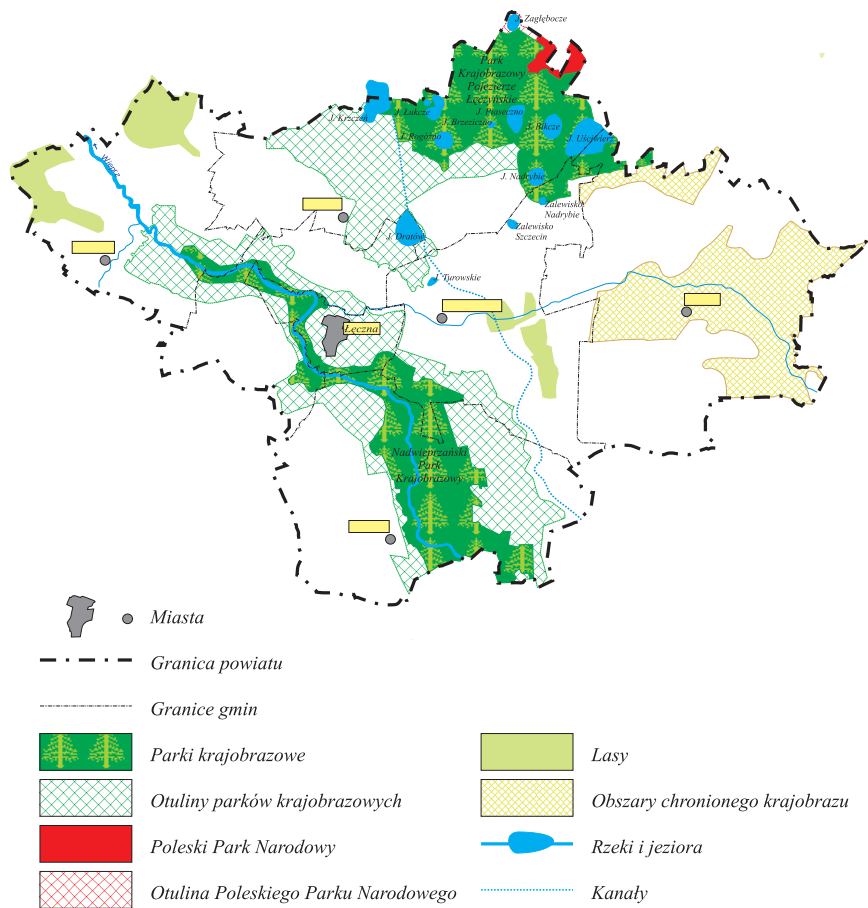 J. Zagłębocze
Park
Krajobrazowy
Pojezierze
Łęczyńskie
J. Krzczeń
J. Łukcze
J. Piaseczno
J. Brzeziczno
J. Bikcze
J. Rogóźno
J. Uściwierz
Wieprz
J. Nadrybie
Zalewisko
Nadrybie
Zalewisko
Szczecin
J. Dratów
J. Turowskie
Łęczna
Nadwieprzański
Park
Krajobrazowy
Miasta
Granica powiatu
Granice gmin
Parki krajobrazowe
Lasy
Otuliny parków krajobrazowych
Obszary chronionego krajobrazu
Poleski Park Narodowy
Rzeki i jeziora
Otulina Poleskiego Parku Narodowego
Kanały